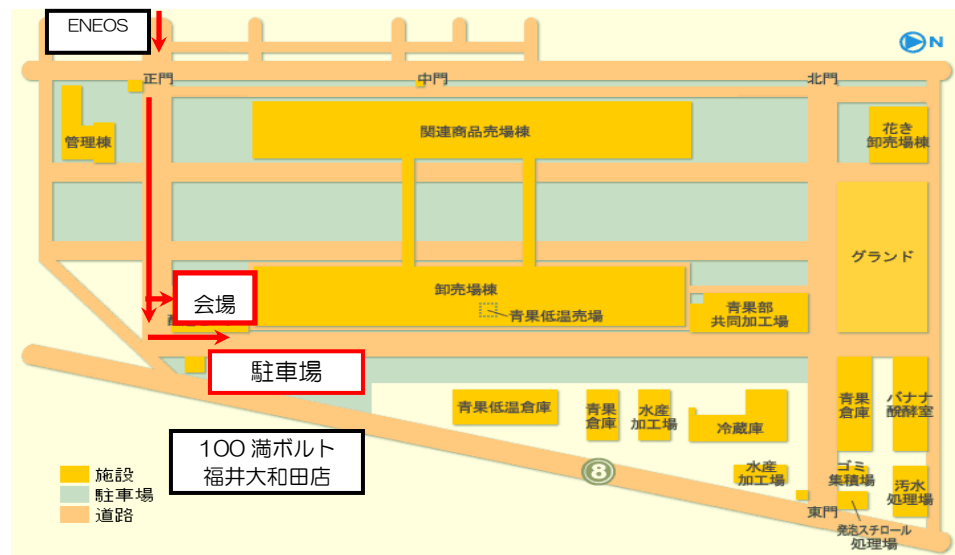 ENEOS
N
正門
中門
北門
管理棟
関連商品売場棟
花き
卸売場棟
グランド
会場
卸売場棟
青果低温売場
青果部
共同加工場
駐車場
青果低温倉庫
青果
倉庫
水産
加工場
冷蔵庫
青果
倉庫
バナナ
醗酵室
100満ボルト
福井大和田店
8
水産
加工場
ゴミ
集積場
汚水
処理場
東門
発泡スチロール
処理場
施設
駐車場
道路